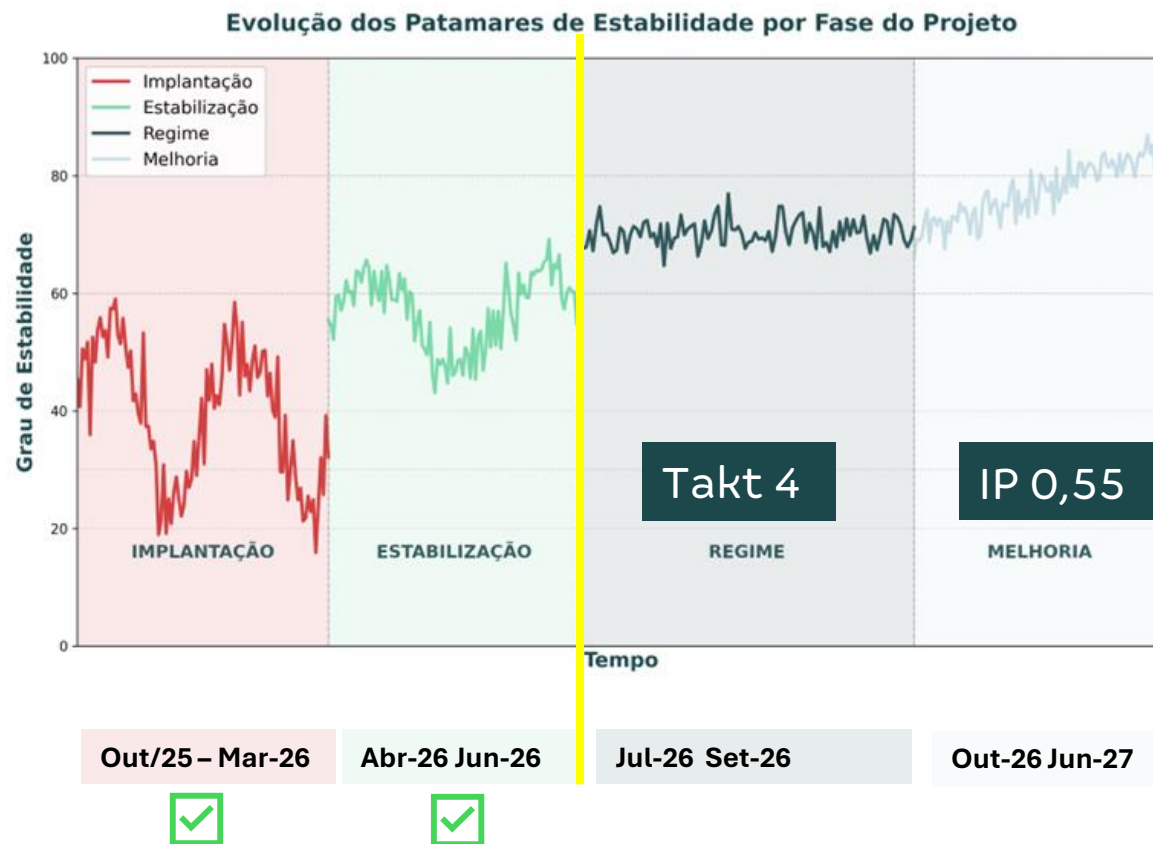 Evolução dos Patamares de Estabilidade por Fase do Projeto
100
80
60
40
20
0
Grau de Estabilidade
Implantação
Estabilização
Regime
Melhoria
Takt 4
IP 0,55
IMPLANTAÇÃO
ESTABILIZAÇÃO
REGIME
MELHORIA
Tempo
Out/25 – Mar-26
Abr-26 Jun-26
Jul-26 Set-26
Out-26 Jun-27